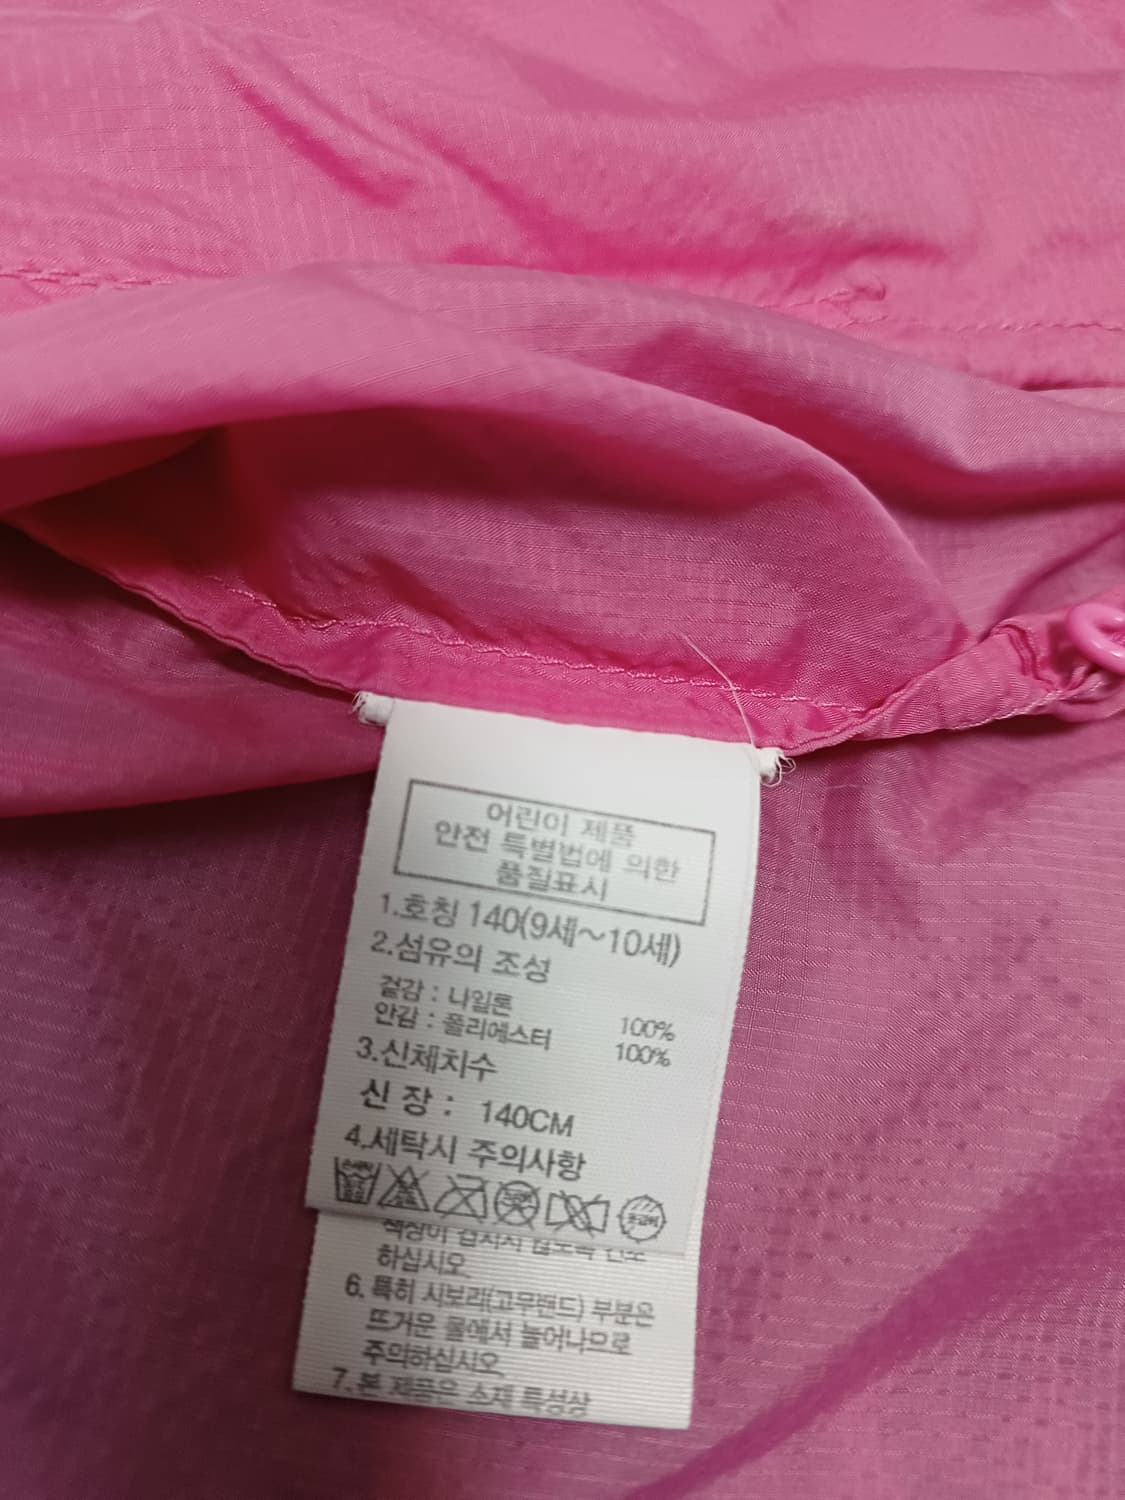 어린이 제품
안전 특별법에 의한
품질표시
1.호칭 140(9세~10세)
2.섬유의 조성
겉감 : 나일론 100%
안감 : 폴리에스터 100%
3.신체치수
신 장 : 140CM
4.세탁시 주의사항
하십시오.
6. 특히 시보리(고무밴드) 부분은
뜨거운 물에서 늘어나므로
주의하십시오.
7. 본 제품은 소재 특성상